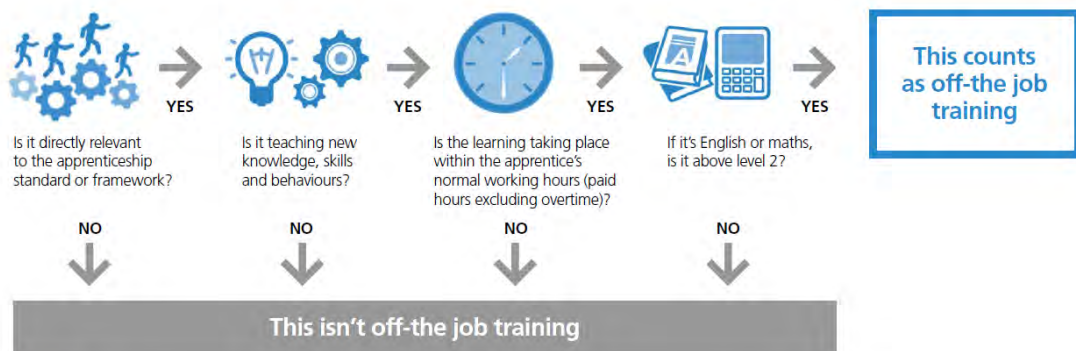 YES
YES
YES
YES
This counts
as off-the job
training
Is it directly relevant
to the apprenticeship
standard or framework?
Is it teaching new
knowledge, skills
and behaviours?
Is the learning taking place
within the apprentice's
normal working hours (paid
hours excluding overtime)?
If it's English or maths,
is it above level 2?
A
NO
NO
NO
NO
This isn't off-the job training